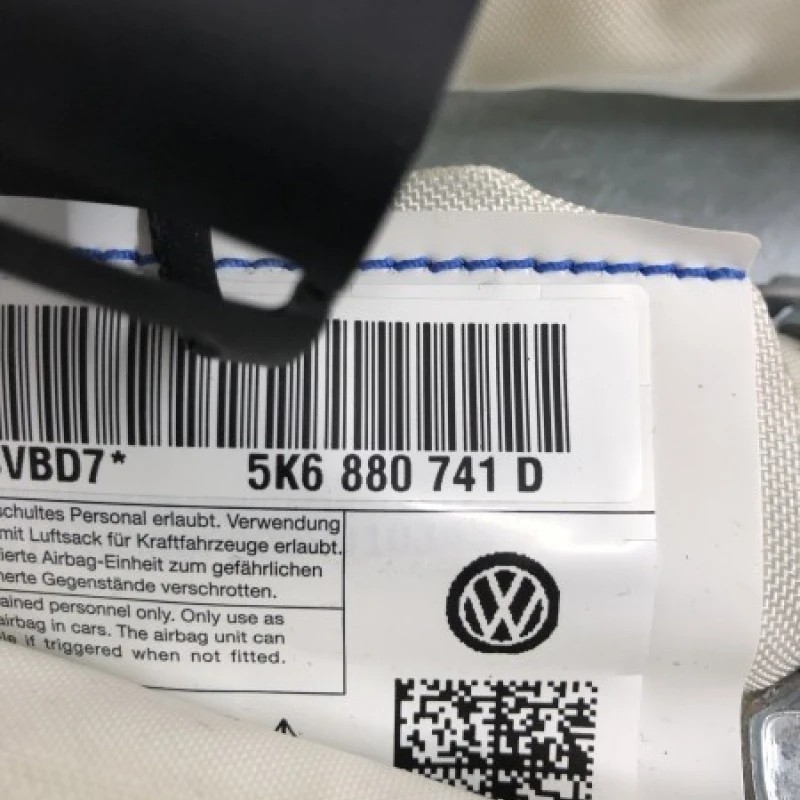 VBD7* 5K6 880 741 D
schultes Personal erlaubt. Verwendung
mit Luftsack für Kraftfahrzeuge erlaubt.
ierte Airbag-Einheit zum gefährlichen
nerte Gegenstände verschrotten.
ained personnel only. Only use as
airbag in cars. The airbag unit can
le if triggered when not fitted.